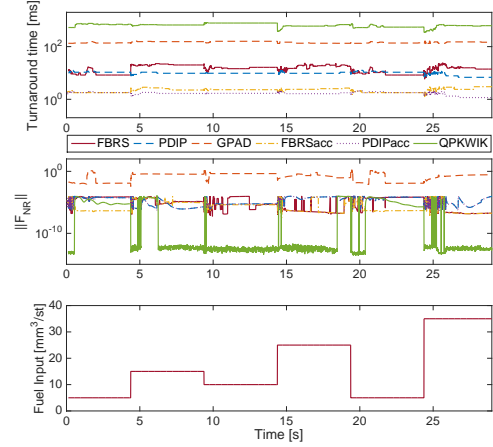 Turnaround time [ms]
10^2
10^0
0 5 10 15 20 25
FBRS PDIP GPAD FBRSacc PDIPacc QPKWIK
||F_NR||
10^0
10^-10
0 5 10 15 20 25
Fuel Input [mm^3/st]
40
30
20
10
0
0 5 10 15 20 25
Time [s]